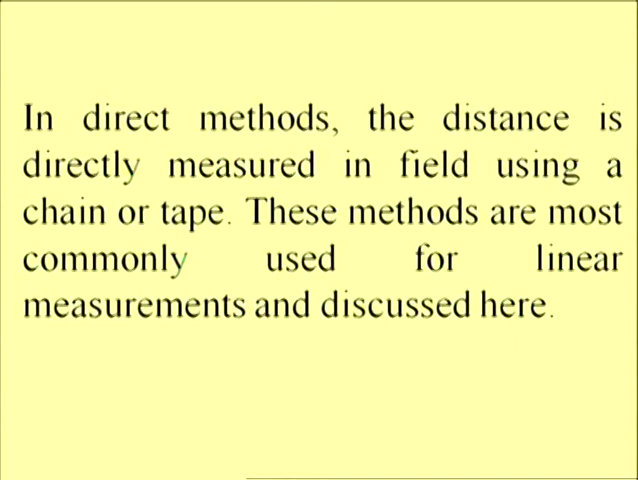 In direct methods, the distance is
directly measured in field using a
chain or tape. These methods are most
commonly used for linear
measurements and discussed here.